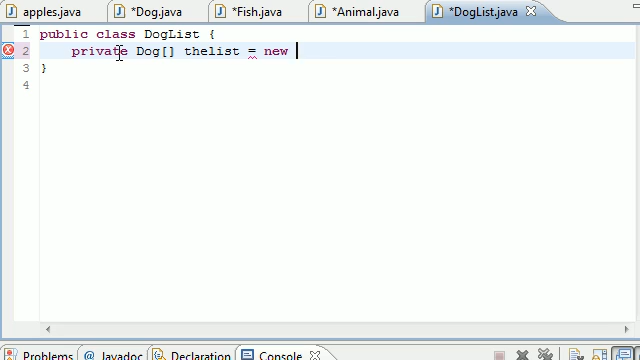 apples.java *Dog.java *Fish.java *Animal.java *DogList.java
1 public class DogList {
2 private Dog[] thelist = new
3 }
4
Problems @ Javadoc Declaration Console